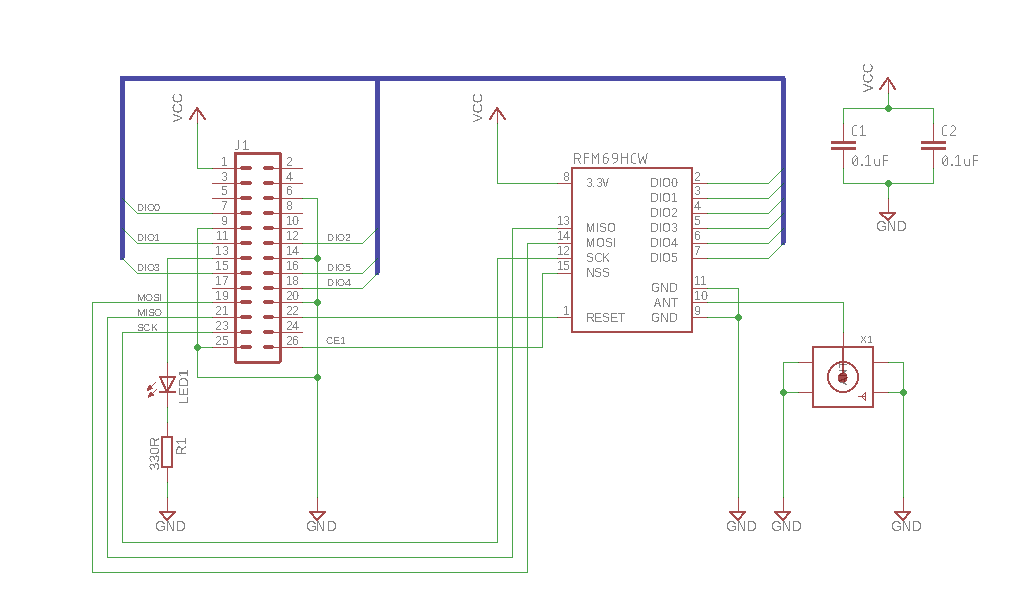 VCC
VCC
VCC
J1
C1
C2
RFM69HCW
0.1uF
0.1uF
1 2
3 4
5 6
7 8
9 10
11 12
13 14
15 16
17 18
19 20
21 22
23 24
25 26
DIO0
DIO1
DIO3
MOSI
MISO
SCK
DIO2
DIO5
DIO4
CE1
8 3.3V DIO0 2
DIO1 3
DIO2 4
13 MISO DIO3 5
14 MOSI DIO4 6
12 SCK DIO5 7
15 NSS
GND 11
ANT 10
1 RESET GND 9
GND
X1
LED1
330R
R1
GND
GND
GND
GND
GND